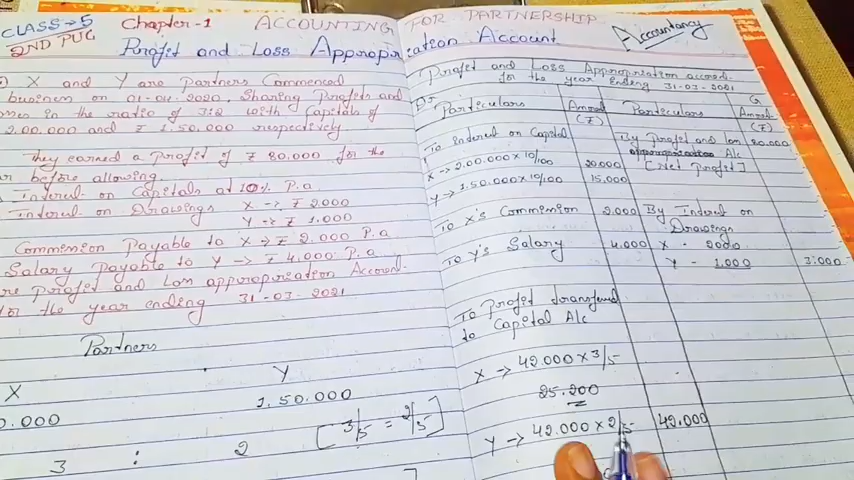 CLASS - 5
2ND PUC
Chapter-1
ACCOUNTING FOR PARTNERSHIP
Accountancy
Profit and Loss Appropriation Account
X and Y are Partners Commenced
business on 01-04-2020. Sharing Profits and
in the ratio of 3:2 with Capitals of
2,00,000 and ₹ 1,50,000 respectively
They earned a profit of ₹ 80,000 for the
before allowing
Interest on Capitals at 10% P.a
Interest on Drawings X → ₹ 2,000
Y → ₹ 1,000
Commission Payable to X → ₹ 2,000 P.a
Salary Payable to Y → ₹ 4,000 P.a
Profit and Loss appropriation Account
for the year ending 31-03-2021
Partners
X Y
0.000 1,50,000
3 : 2 [3/5 = 2/5]
Profit and Loss Appropriation account
for the year ending 31-03-2021
Dr Cr
Particulars Amount (₹) Particulars Amount (₹)
To Interest on Capital
X → 2,00,000 × 10/100 20,000
Y → 1,50,000 × 10/100 15,000
To X's Commission 2,000
To Y's Salary 4,000
To Profit transferred
to Capital A/c
X → 42,000 × 3/5
25,200
Y → 42,000 × 2/5 42,000
By Profit and Loss 80,000
A/c
[Net Profit]
By Interest on
Drawings
X - 2000
Y - 1,000 3,000